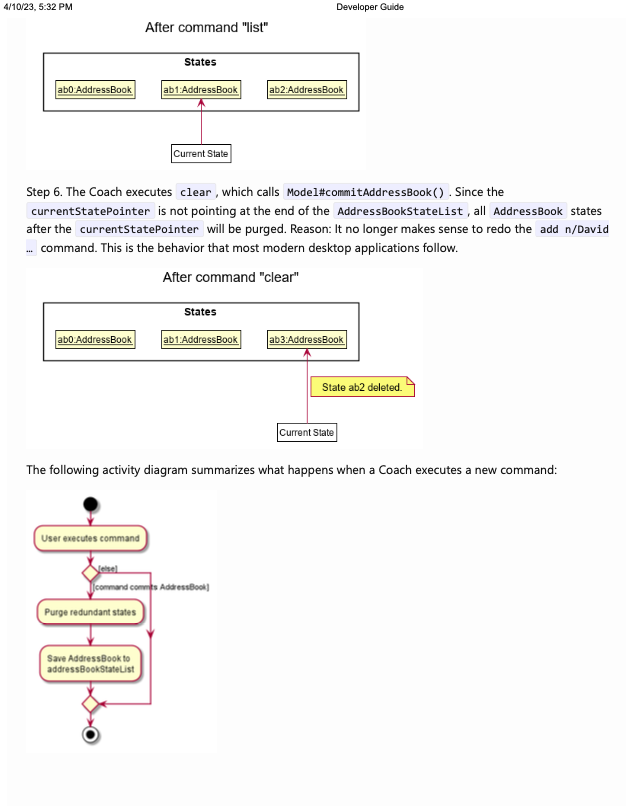 4/10/23, 5:32 PM
Developer Guide
After command "list"
States
ab0:AddressBook ab1:AddressBook ab2:AddressBook
Current State
Step 6. The Coach executes clear , which calls Model#commitAddressBook() . Since the
currentStatePointer is not pointing at the end of the AddressBookStateList , all AddressBook states
after the currentStatePointer will be purged. Reason: It no longer makes sense to redo the add n/David
… command. This is the behavior that most modern desktop applications follow.
After command "clear"
States
ab0:AddressBook ab1:AddressBook ab3:AddressBook
State ab2 deleted.
Current State
The following activity diagram summarizes what happens when a Coach executes a new command:
User executes command
[else]
[command commits AddressBook]
Purge redundant states
Save AddressBook to
addressBookStateList